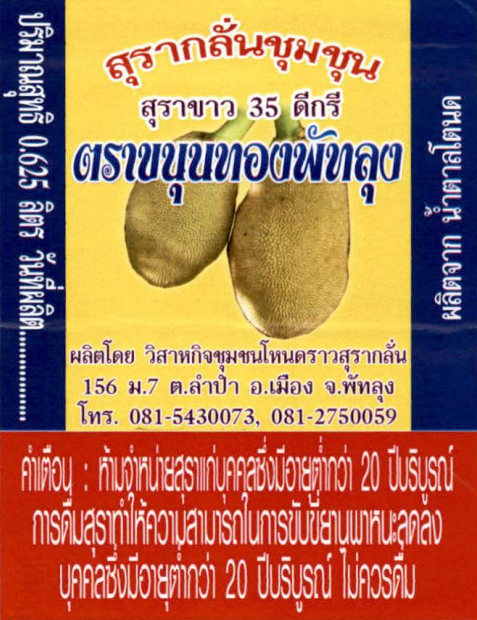 สุรากลั่นชุมชุน
สุราขาว 35 ดีกรี
ตราขนุนทองพัทลุง
ปริมาณสุทธิ 0.625 ลิตร วันที่ผลิต....................
ผลิตจาก น้ำตาลโตนด
ผลิตโดย วิสาหกิจชุมชนโหนดราวสุรากลั่น
156 ม.7 ต.ลำปำ อ.เมือง จ.พัทลุง
โทร. 081-5430073, 081-2750059
คำเตือน : ห้ามจำหน่ายสุราแก่บุคคลซึ่งมีอายุต่ำกว่า 20 ปีบริบูรณ์
การดื่มสุราทำให้ความสามารถในการขับขี่ยานพาหนะลดลง
บุคคลซึ่งมีอายุต่ำกว่า 20 ปีบริบูรณ์ ไม่ควรดื่ม